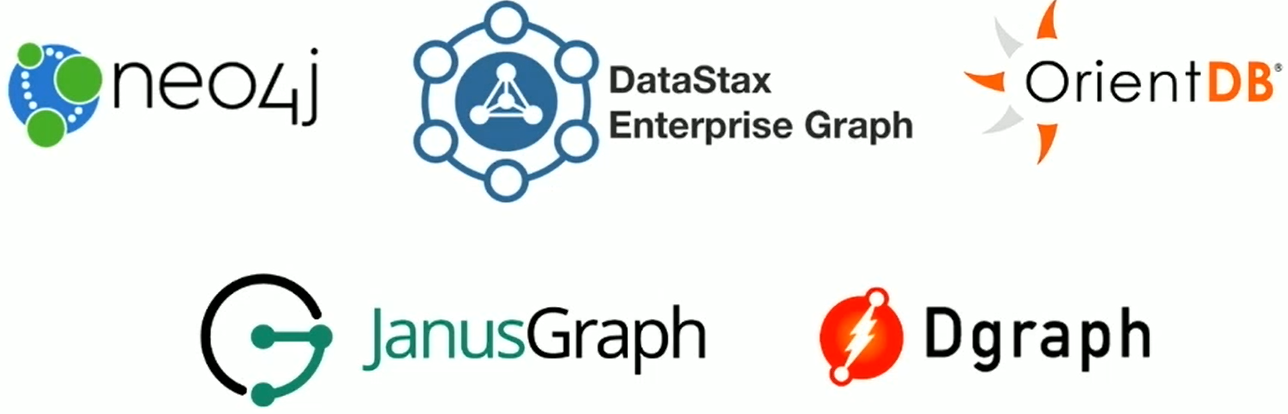 neo4j
DataStax
Enterprise Graph
OrientDB®
JanusGraph
Dgraph